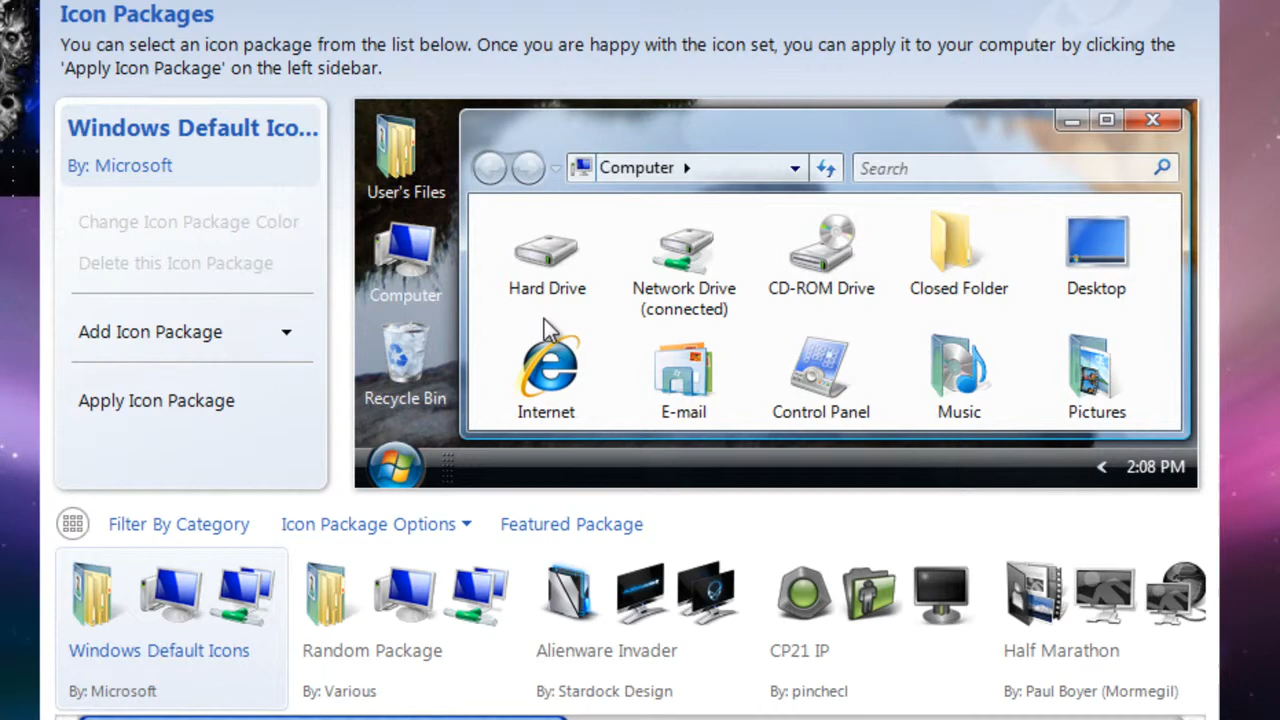 Icon Packages
You can select an icon package from the list below. Once you are happy with the icon set, you can apply it to your computer by clicking the
'Apply Icon Package' on the left sidebar.
Windows Default Ico...
By: Microsoft
Change Icon Package Color
Delete this Icon Package
Add Icon Package
Apply Icon Package
User's Files
Computer
Recycle Bin
Computer
Search
Hard Drive
Network Drive
(connected)
CD-ROM Drive
Closed Folder
Desktop
Internet
E-mail
Control Panel
Music
Pictures
2:08 PM
Filter By Category
Icon Package Options
Featured Package
Windows Default Icons
By: Microsoft
Random Package
By: Various
Alienware Invader
By: Stardock Design
CP21 IP
By: pinchecl
Half Marathon
By: Paul Boyer (Mormegil)